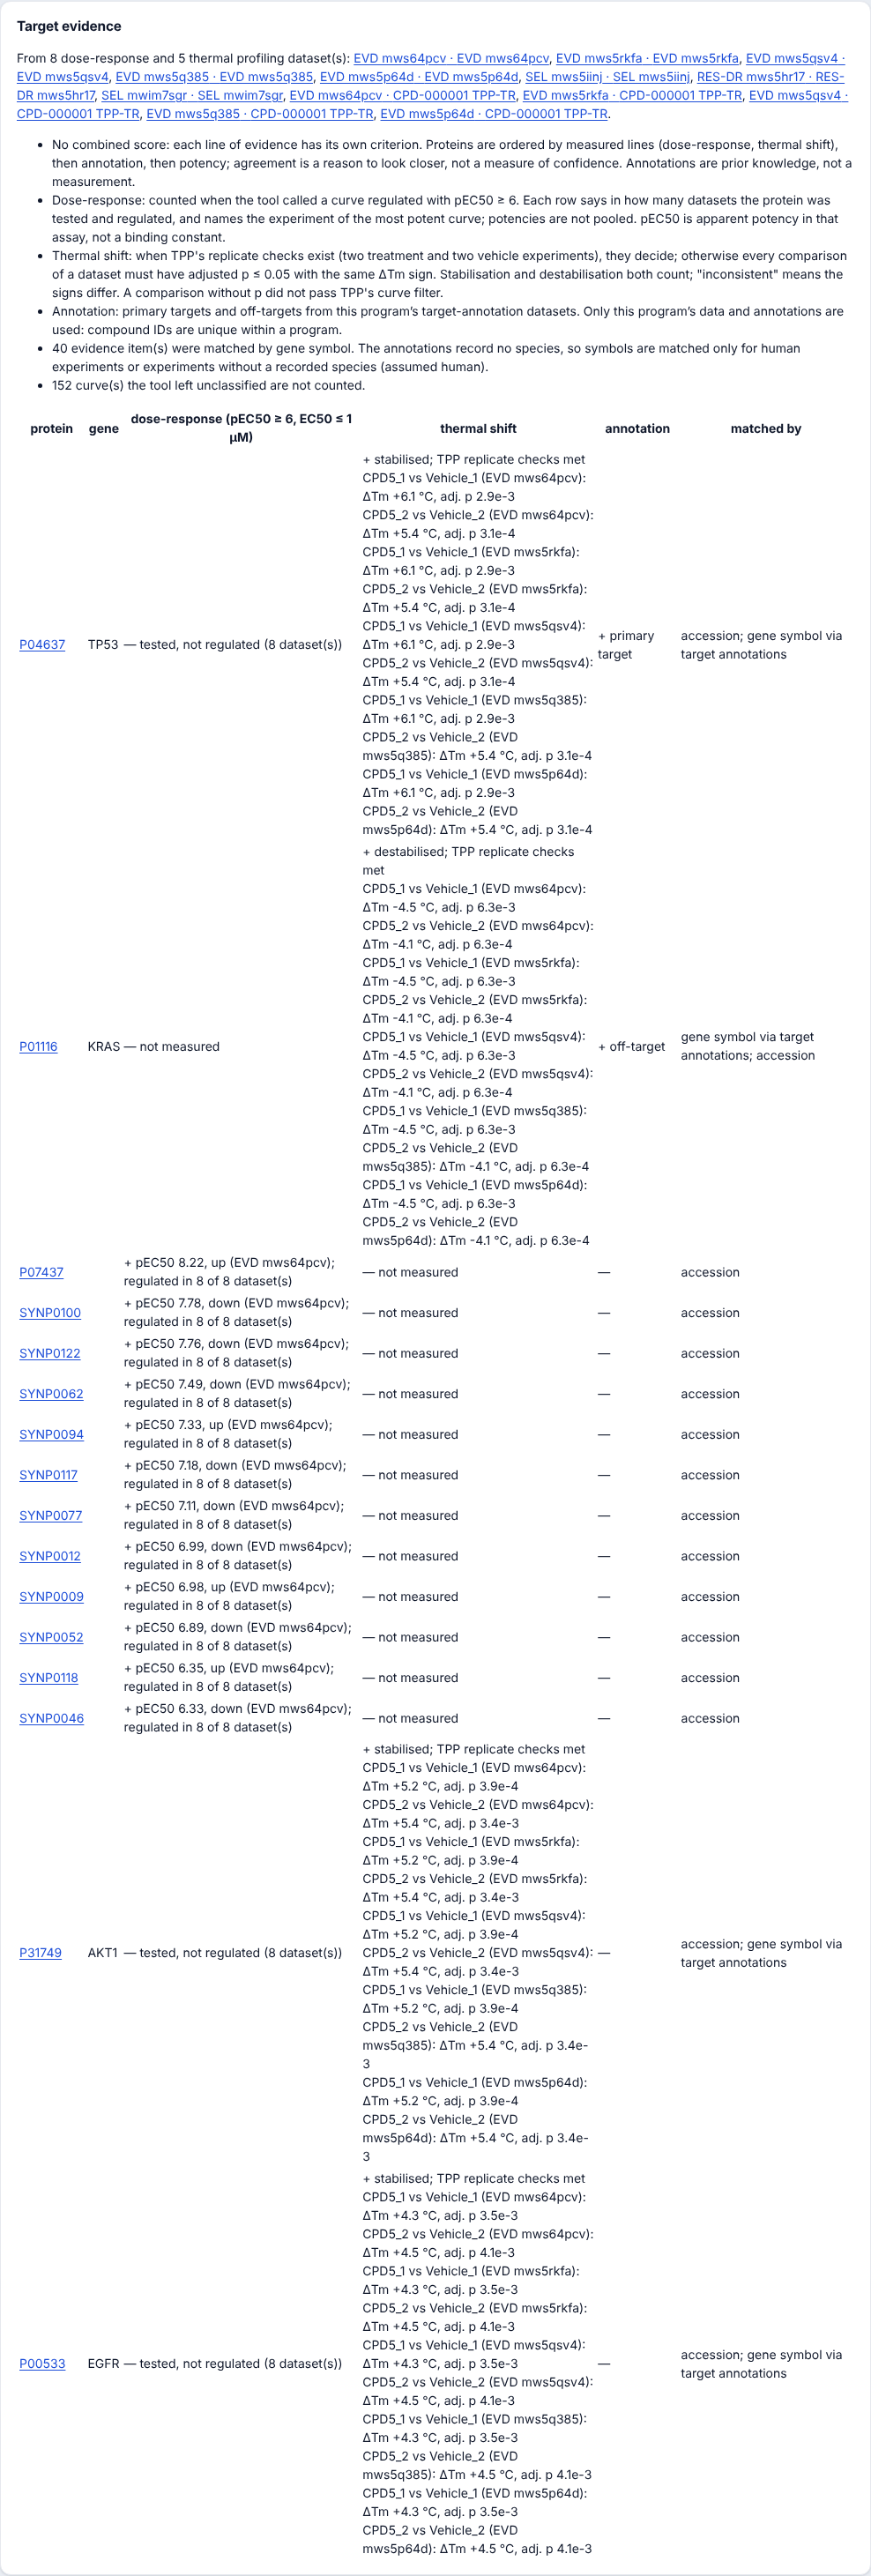 Target evidence
From 8 dose-response and 5 thermal profiling dataset(s): EVD mws64pcv · EVD mws64pcv, EVD mws5rkfa · EVD mws5rkfa, EVD mws5qsv4 ·
EVD mws5qsv4, EVD mws5q385 · EVD mws5q385, EVD mws5p64d · EVD mws5p64d, SEL mws5iinj · SEL mws5iinj, RES-DR mws5hr17 · RES-
DR mws5hr17, SEL mwim7sgr · SEL mwim7sgr, EVD mws64pcv · CPD-000001 TPP-TR, EVD mws5rkfa · CPD-000001 TPP-TR, EVD mws5qsv4 ·
CPD-000001 TPP-TR, EVD mws5q385 · CPD-000001 TPP-TR, EVD mws5p64d · CPD-000001 TPP-TR.
• No combined score: each line of evidence has its own criterion. Proteins are ordered by measured lines (dose-response, thermal shift),
then annotation, then potency; agreement is a reason to look closer, not a measure of confidence. Annotations are prior knowledge, not a
measurement.
• Dose-response: counted when the tool called a curve regulated with pEC50 ≥ 6. Each row says in how many datasets the protein was
tested and regulated, and names the experiment of the most potent curve; potencies are not pooled. pEC50 is apparent potency in that
assay, not a binding constant.
• Thermal shift: when TPP's replicate checks exist (two treatment and two vehicle experiments), they decide; otherwise every comparison
of a dataset must have adjusted p ≤ 0.05 with the same ΔTm sign. Stabilisation and destabilisation both count; "inconsistent" means the
signs differ. A comparison without p did not pass TPP's curve filter.
• Annotation: primary targets and off-targets from this program's target-annotation datasets. Only this program's data and annotations are
used: compound IDs are unique within a program.
• 40 evidence item(s) were matched by gene symbol. The annotations record no species, so symbols are matched only for human
experiments or experiments without a recorded species (assumed human).
• 152 curve(s) the tool left unclassified are not counted.
protein gene dose-response (pEC50 ≥ 6, EC50 ≤ 1
µM) thermal shift annotation matched by
P04637 TP53 — tested, not regulated (8 dataset(s))
+ stabilised; TPP replicate checks met
CPD5_1 vs Vehicle_1 (EVD mws64pcv):
ΔTm +6.1 °C, adj. p 2.9e-3
CPD5_2 vs Vehicle_2 (EVD mws64pcv):
ΔTm +5.4 °C, adj. p 3.1e-4
CPD5_1 vs Vehicle_1 (EVD mws5rkfa):
ΔTm +6.1 °C, adj. p 2.9e-3
CPD5_2 vs Vehicle_2 (EVD mws5rkfa):
ΔTm +5.4 °C, adj. p 3.1e-4
CPD5_1 vs Vehicle_1 (EVD mws5qsv4):
ΔTm +6.1 °C, adj. p 2.9e-3
CPD5_2 vs Vehicle_2 (EVD mws5qsv4):
ΔTm +5.4 °C, adj. p 3.1e-4
CPD5_1 vs Vehicle_1 (EVD mws5q385):
ΔTm +6.1 °C, adj. p 2.9e-3
CPD5_2 vs Vehicle_2 (EVD
mws5q385): ΔTm +5.4 °C, adj. p 3.1e-4
CPD5_1 vs Vehicle_1 (EVD mws5p64d):
ΔTm +6.1 °C, adj. p 2.9e-3
CPD5_2 vs Vehicle_2 (EVD
mws5p64d): ΔTm +5.4 °C, adj. p 3.1e-4
+ primary
target
accession; gene symbol via
target annotations
P01116 KRAS — not measured
+ destabilised; TPP replicate checks
met
CPD5_1 vs Vehicle_1 (EVD mws64pcv):
ΔTm -4.5 °C, adj. p 6.3e-3
CPD5_2 vs Vehicle_2 (EVD mws64pcv):
ΔTm -4.1 °C, adj. p 6.3e-4
CPD5_1 vs Vehicle_1 (EVD mws5rkfa):
ΔTm -4.5 °C, adj. p 6.3e-3
CPD5_2 vs Vehicle_2 (EVD mws5rkfa):
ΔTm -4.1 °C, adj. p 6.3e-4
CPD5_1 vs Vehicle_1 (EVD mws5qsv4):
ΔTm -4.5 °C, adj. p 6.3e-3
CPD5_2 vs Vehicle_2 (EVD mws5qsv4):
ΔTm -4.1 °C, adj. p 6.3e-4
CPD5_1 vs Vehicle_1 (EVD mws5q385):
ΔTm -4.5 °C, adj. p 6.3e-3
CPD5_2 vs Vehicle_2 (EVD
mws5q385): ΔTm -4.1 °C, adj. p 6.3e-4
CPD5_1 vs Vehicle_1 (EVD mws5p64d):
ΔTm -4.5 °C, adj. p 6.3e-3
CPD5_2 vs Vehicle_2 (EVD
mws5p64d): ΔTm -4.1 °C, adj. p 6.3e-4
+ off-target
gene symbol via target
annotations; accession
P07437 + pEC50 8.22, up (EVD mws64pcv);
regulated in 8 of 8 dataset(s) — not measured — accession
SYNP0100 + pEC50 7.78, down (EVD mws64pcv);
regulated in 8 of 8 dataset(s) — not measured — accession
SYNP0122 + pEC50 7.76, down (EVD mws64pcv);
regulated in 8 of 8 dataset(s) — not measured — accession
SYNP0062 + pEC50 7.49, down (EVD mws64pcv);
regulated in 8 of 8 dataset(s) — not measured — accession
SYNP0094 + pEC50 7.33, up (EVD mws64pcv);
regulated in 8 of 8 dataset(s) — not measured — accession
SYNP0117 + pEC50 7.18, down (EVD mws64pcv);
regulated in 8 of 8 dataset(s) — not measured — accession
SYNP0077 + pEC50 7.11, down (EVD mws64pcv);
regulated in 8 of 8 dataset(s) — not measured — accession
SYNP0012 + pEC50 6.99, down (EVD mws64pcv);
regulated in 8 of 8 dataset(s) — not measured — accession
SYNP0009 + pEC50 6.98, up (EVD mws64pcv);
regulated in 8 of 8 dataset(s) — not measured — accession
SYNP0052 + pEC50 6.89, down (EVD mws64pcv);
regulated in 8 of 8 dataset(s) — not measured — accession
SYNP0118 + pEC50 6.35, up (EVD mws64pcv);
regulated in 8 of 8 dataset(s) — not measured — accession
SYNP0046 + pEC50 6.33, down (EVD mws64pcv);
regulated in 8 of 8 dataset(s) — not measured — accession
P31749 AKT1 — tested, not regulated (8 dataset(s))
+ stabilised; TPP replicate checks met
CPD5_1 vs Vehicle_1 (EVD mws64pcv):
ΔTm +5.2 °C, adj. p 3.9e-4
CPD5_2 vs Vehicle_2 (EVD mws64pcv):
ΔTm +5.4 °C, adj. p 3.4e-3
CPD5_1 vs Vehicle_1 (EVD mws5rkfa):
ΔTm +5.2 °C, adj. p 3.9e-4
CPD5_2 vs Vehicle_2 (EVD mws5rkfa):
ΔTm +5.4 °C, adj. p 3.4e-3
CPD5_1 vs Vehicle_1 (EVD mws5qsv4):
ΔTm +5.2 °C, adj. p 3.9e-4
CPD5_2 vs Vehicle_2 (EVD mws5qsv4):
ΔTm +5.4 °C, adj. p 3.4e-3
CPD5_1 vs Vehicle_1 (EVD mws5q385):
ΔTm +5.2 °C, adj. p 3.9e-4
CPD5_2 vs Vehicle_2 (EVD
mws5q385): ΔTm +5.4 °C, adj. p 3.4e-
3
CPD5_1 vs Vehicle_1 (EVD mws5p64d):
ΔTm +5.2 °C, adj. p 3.9e-4
CPD5_2 vs Vehicle_2 (EVD
mws5p64d): ΔTm +5.4 °C, adj. p 3.4e-
3
—
accession; gene symbol via
target annotations
P00533 EGFR — tested, not regulated (8 dataset(s))
+ stabilised; TPP replicate checks met
CPD5_1 vs Vehicle_1 (EVD mws64pcv):
ΔTm +4.3 °C, adj. p 3.5e-3
CPD5_2 vs Vehicle_2 (EVD mws64pcv):
ΔTm +4.5 °C, adj. p 4.1e-3
CPD5_1 vs Vehicle_1 (EVD mws5rkfa):
ΔTm +4.3 °C, adj. p 3.5e-3
CPD5_2 vs Vehicle_2 (EVD mws5rkfa):
ΔTm +4.5 °C, adj. p 4.1e-3
CPD5_1 vs Vehicle_1 (EVD mws5qsv4):
ΔTm +4.3 °C, adj. p 3.5e-3
CPD5_2 vs Vehicle_2 (EVD mws5qsv4):
ΔTm +4.5 °C, adj. p 4.1e-3
CPD5_1 vs Vehicle_1 (EVD mws5q385):
ΔTm +4.3 °C, adj. p 3.5e-3
CPD5_2 vs Vehicle_2 (EVD
mws5q385): ΔTm +4.5 °C, adj. p 4.1e-3
CPD5_1 vs Vehicle_1 (EVD mws5p64d):
ΔTm +4.3 °C, adj. p 3.5e-3
CPD5_2 vs Vehicle_2 (EVD
mws5p64d): ΔTm +4.5 °C, adj. p 4.1e-3
—
accession; gene symbol via
target annotations